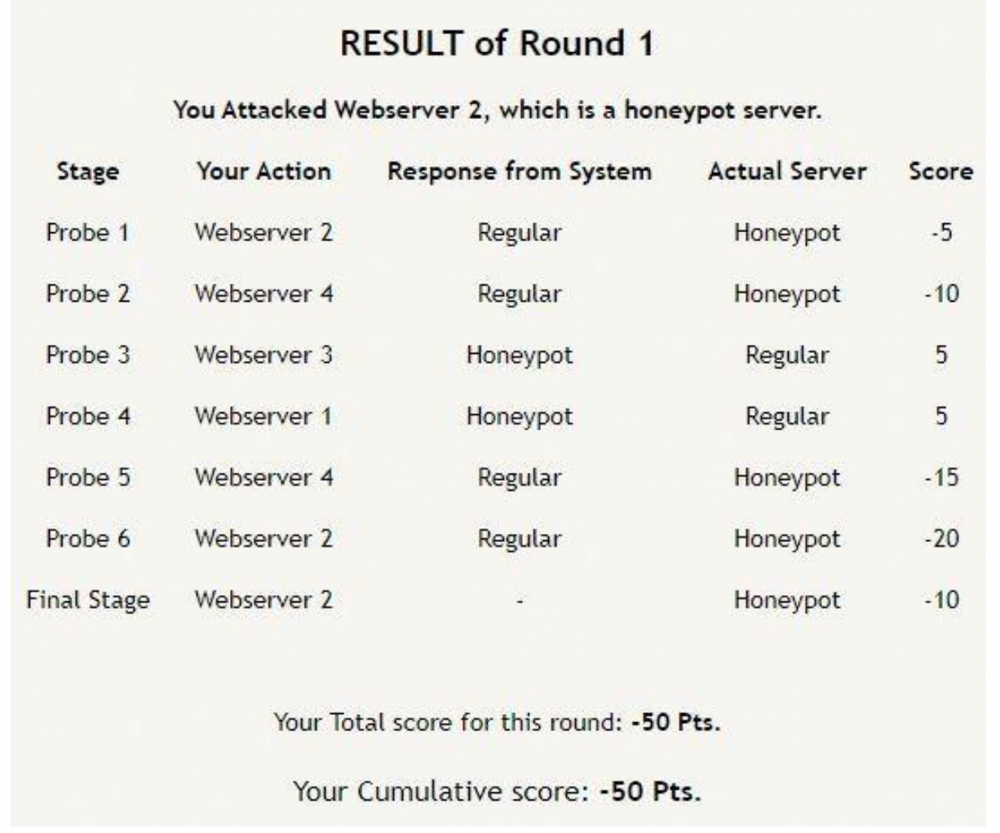 RESULT of Round 1
You Attacked Webserver 2, which is a honeypot server.
Stage Your Action Response from System Actual Server Score
Probe 1 Webserver 2 Regular Honeypot -5
Probe 2 Webserver 4 Regular Honeypot -10
Probe 3 Webserver 3 Honeypot Regular 5
Probe 4 Webserver 1 Honeypot Regular 5
Probe 5 Webserver 4 Regular Honeypot -15
Probe 6 Webserver 2 Regular Honeypot -20
Final Stage Webserver 2 - Honeypot -10
Your Total score for this round: -50 Pts.
Your Cumulative score: -50 Pts.